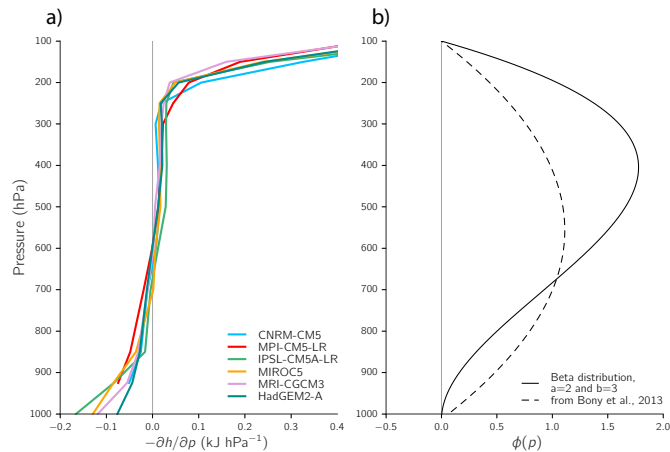 a)
b)
100
200
300
400
500
600
700
800
900
1000
Pressure (hPa)
−0.2
−0.1
0.0
0.1
0.2
0.3
0.4
−∂h/∂p (kJ hPa⁻¹)
CNRM-CM5
MPI-CM5-LR
IPSL-CM5A-LR
MIROC5
MRI-CGCM3
HadGEM2-A
100
200
300
400
500
600
700
800
900
1000
−0.5
0.0
0.5
1.0
1.5
2.0
ϕ(p)
Beta distribution,
a=2 and b=3
from Bony et al., 2013